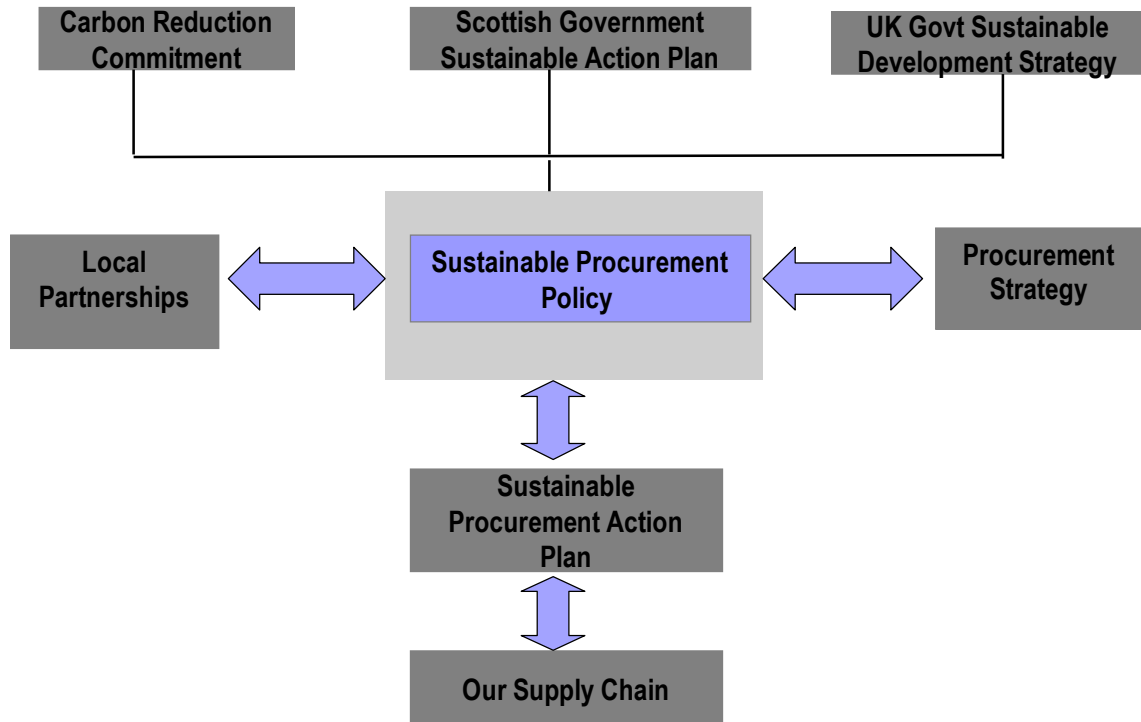 Carbon Reduction
Commitment
Scottish Government
Sustainable Action Plan
UK Govt Sustainable
Development Strategy
Local
Partnerships
Sustainable Procurement
Policy
Procurement
Strategy
Sustainable
Procurement Action
Plan
Our Supply Chain